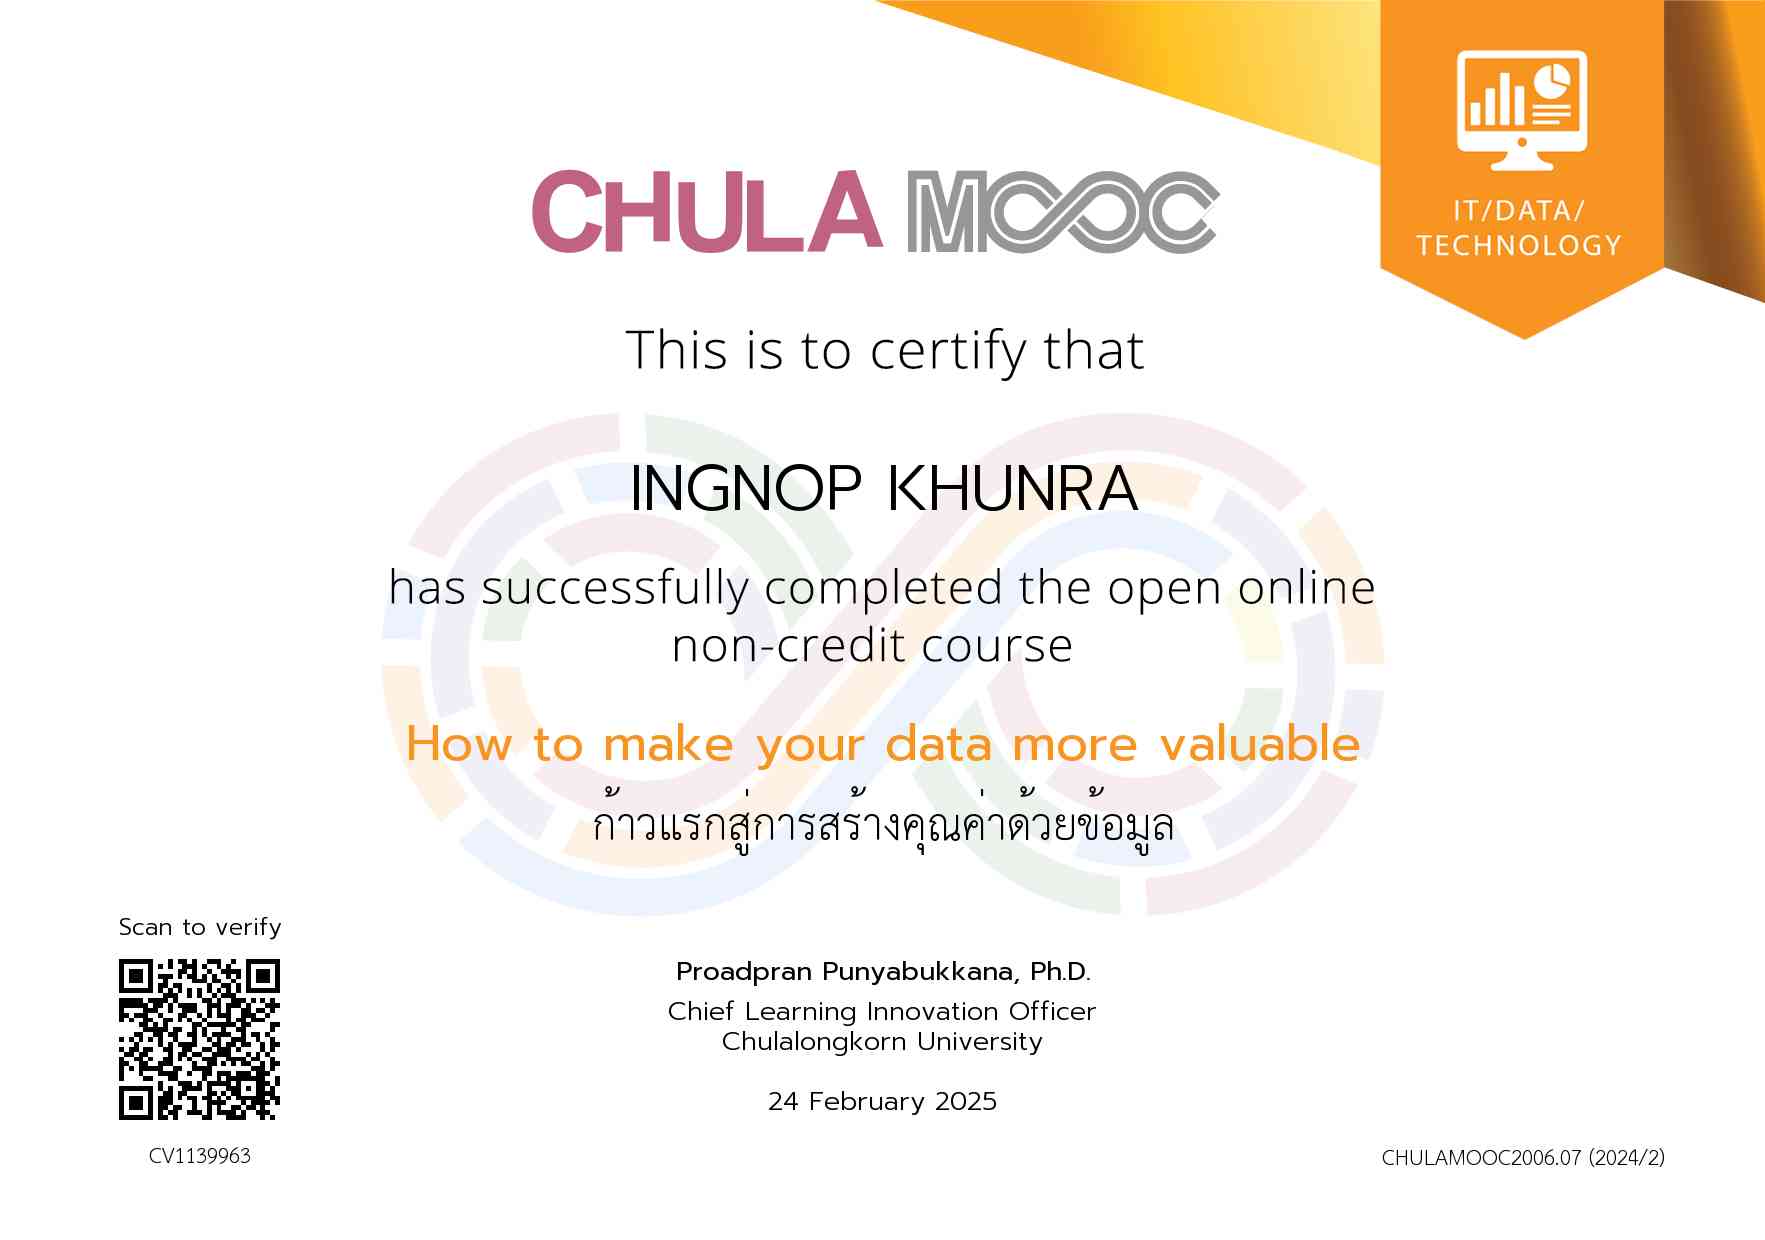 IT/DATA/
TECHNOLOGY
CHULA MOOC
This is to certify that
INGNOP KHUNRA
has successfully completed the open online
non-credit course
How to make your data more valuable
ก้าวแรกสู่การสร้างคุณค่าด้วยข้อมูล
Scan to verify
CV1139963
Proadpran Punyabukkana, Ph.D.
Chief Learning Innovation Officer
Chulalongkorn University
24 February 2025
CHULAMOOC2006.07 (2024/2)